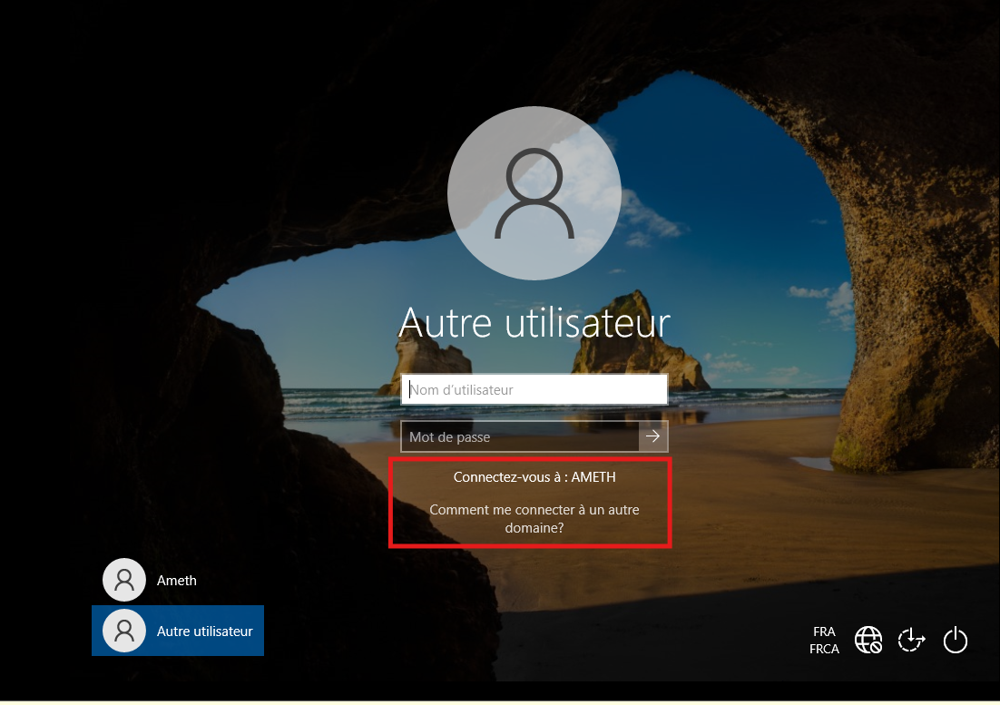 Autre utilisateur
Nom d'utilisateur
Mot de passe
Connectez-vous à : AMETH
Comment me connecter à un autre
domaine?
Ameth
Autre utilisateur
FRA
FRCA